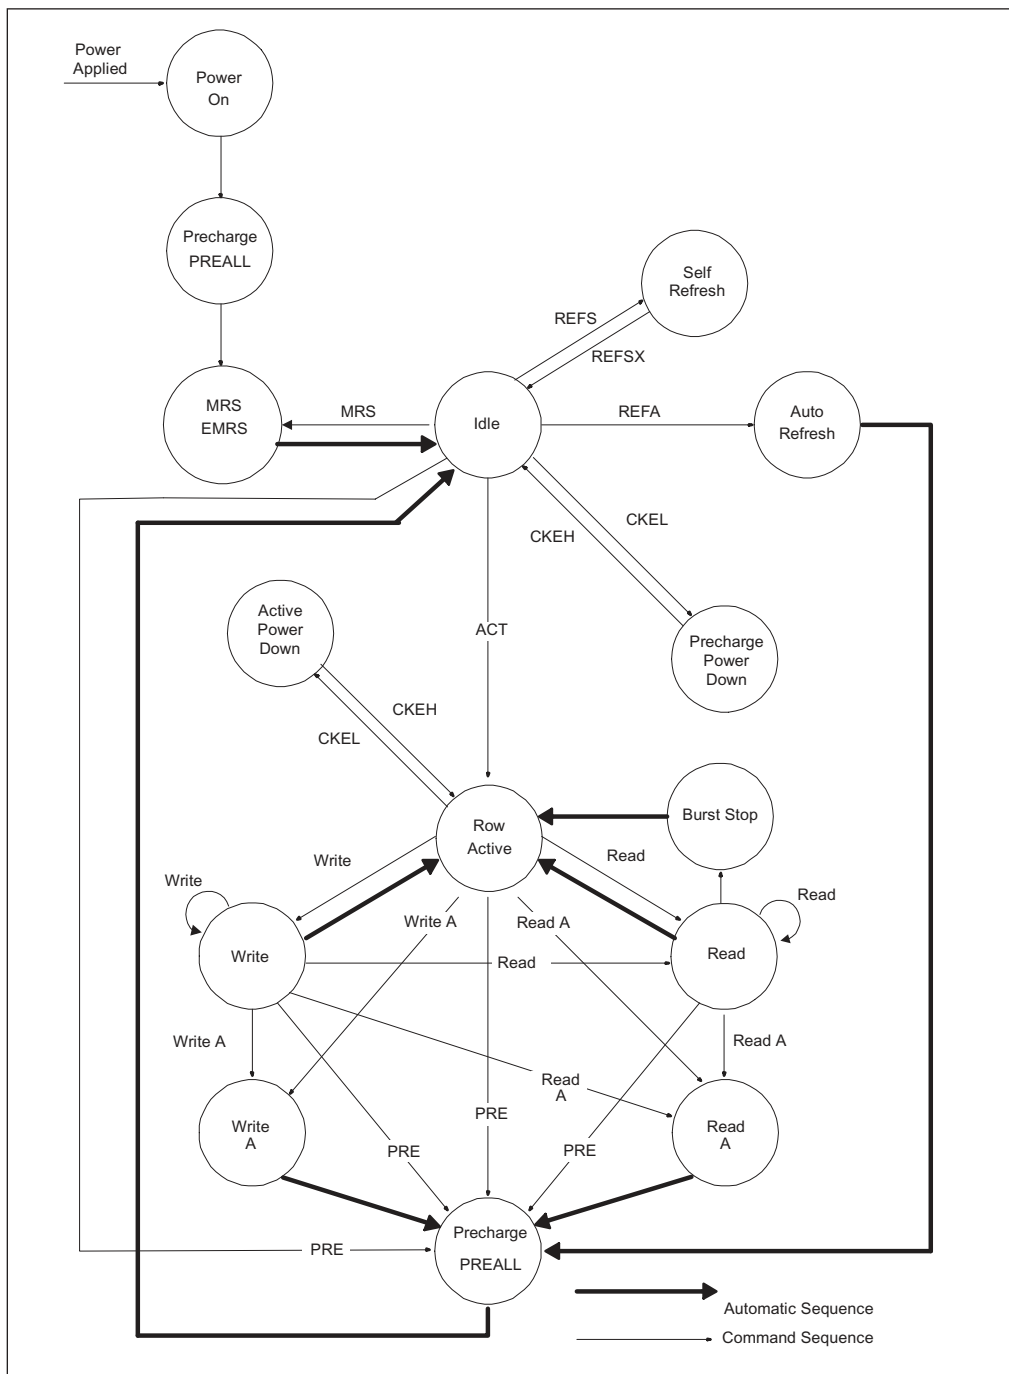 Power
Applied
Power
On
Precharge
PREALL
Self
Refresh
REFS
REFSX
MRS
EMRS
MRS
Idle
REFA
Auto
Refresh
CKEL
CKEH
Active
Power
Down
ACT
Precharge
Power
Down
CKEH
CKEL
Burst Stop
Row
Active
Write
Read
Write
Read
Write A
Read A
Write
Read
Read
Write A
Read A
Read
A
Write
A
PRE
Read
A
PRE
PRE
Precharge
PREALL
PRE
Automatic Sequence
Command Sequence